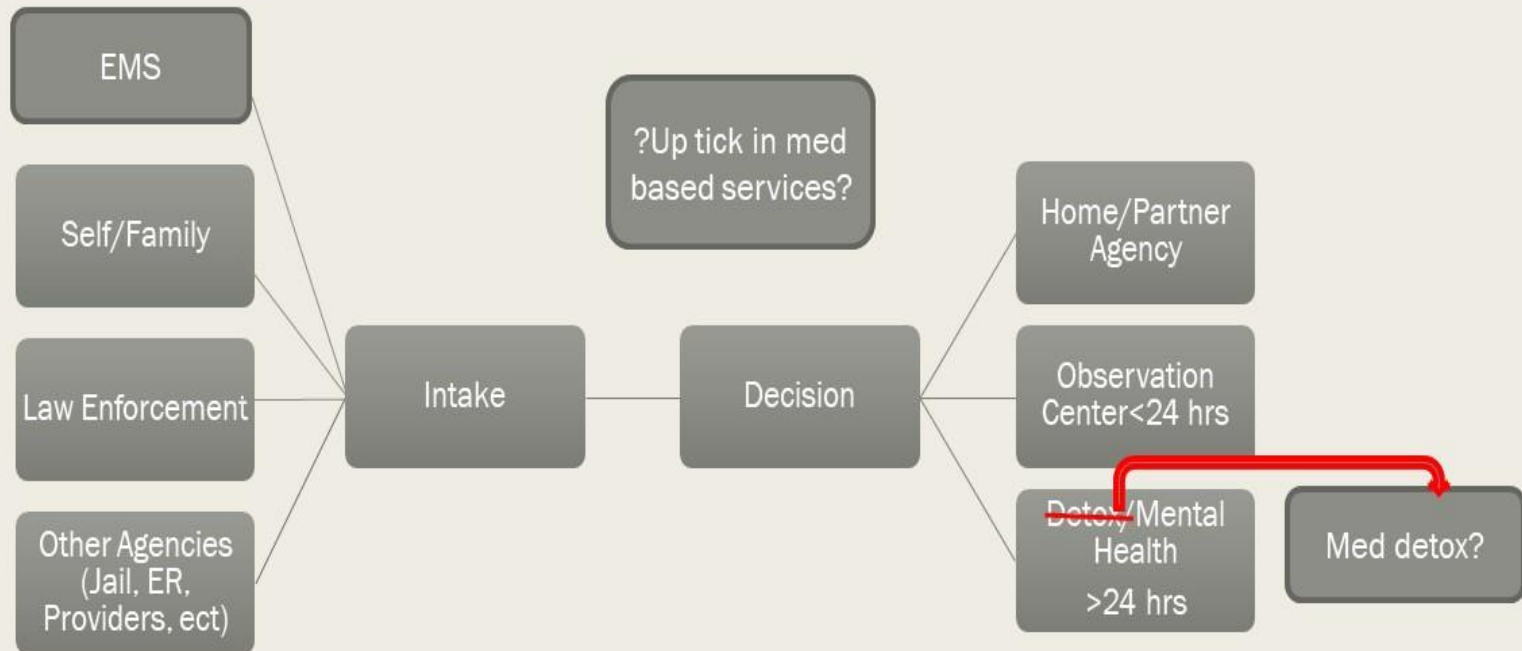 EMS
Self/Family
Law Enforcement
Other Agencies
(Jail, ER,
Providers, ect)
Intake
?Up tick in med
based services?
Decision
Home/Partner
Agency
Observation
Center<24 hrs
Detox/Mental
Health
>24 hrs
Med detox?